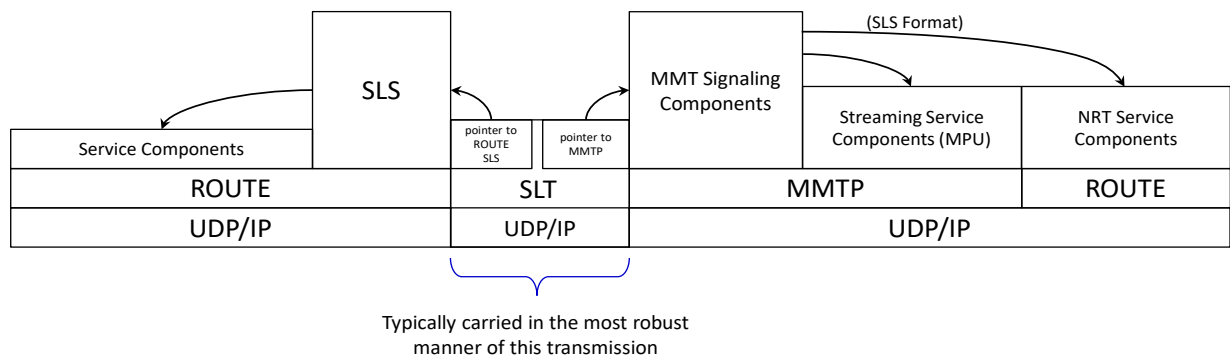 (SLS Format)
SLS
MMT Signaling
Components
Service Components
pointer to
ROUTE
SLS
pointer to
MMTP
Streaming Service
Components (MPU)
NRT Service
Components
ROUTE
SLT
MMTP
ROUTE
UDP/IP
UDP/IP
UDP/IP
Typically carried in the most robust
manner of this transmission